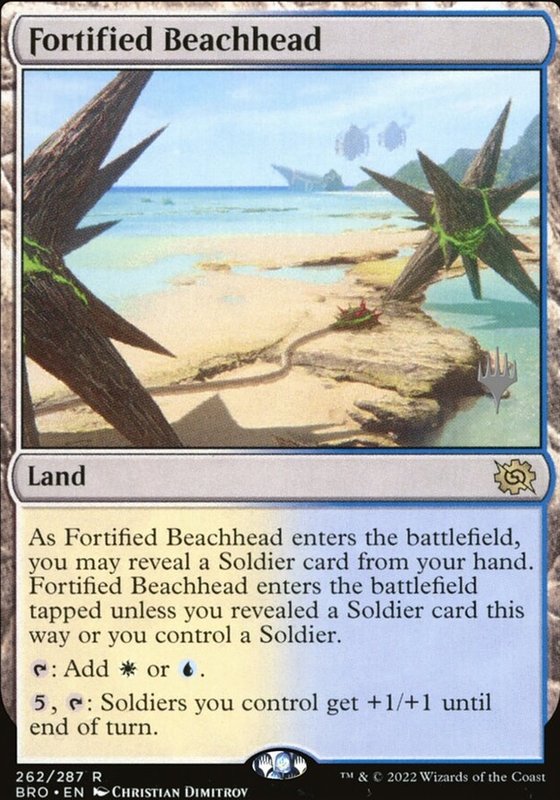 Fortified Beachhead
Land
As Fortified Beachhead enters the battlefield,
you may reveal a Soldier card from your hand.
Fortified Beachhead enters the battlefield
tapped unless you revealed a Soldier card this
way or you control a Soldier.
: Add or .
5, : Soldiers you control get +1/+1 until
end of turn.
262/287 R
BRO • EN CHRISTIAN DIMITROV
™ & © 2022 Wizards of the Coast